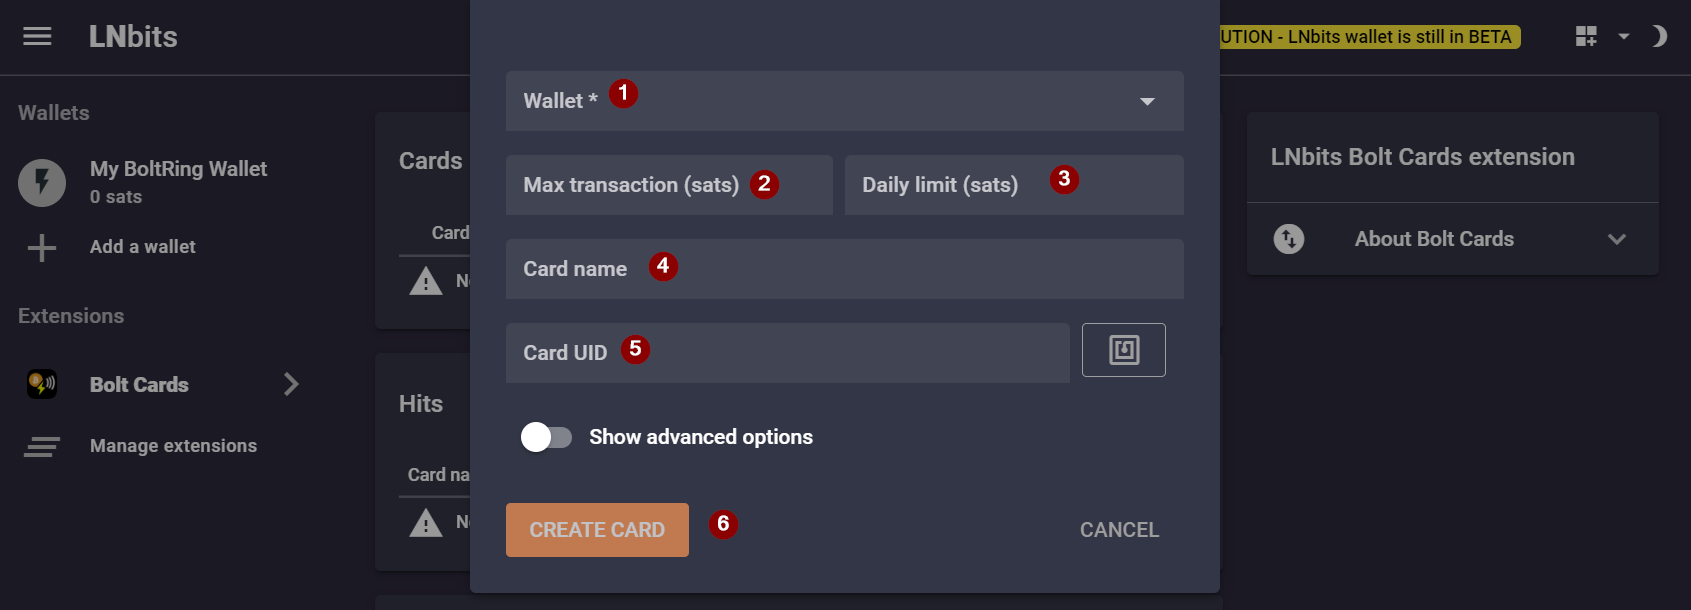 LNbits
UTION - LNbits wallet is still in BETA
Wallets
My BoltRing Wallet
0 sats
Add a wallet
Extensions
Bolt Cards
Manage extensions
Cards
Card
Hits
Card na
Wallet * 1
Max transaction (sats) 2
Daily limit (sats) 3
Card name 4
Card UID 5
Show advanced options
CREATE CARD 6
CANCEL
LNbits Bolt Cards extension
About Bolt Cards